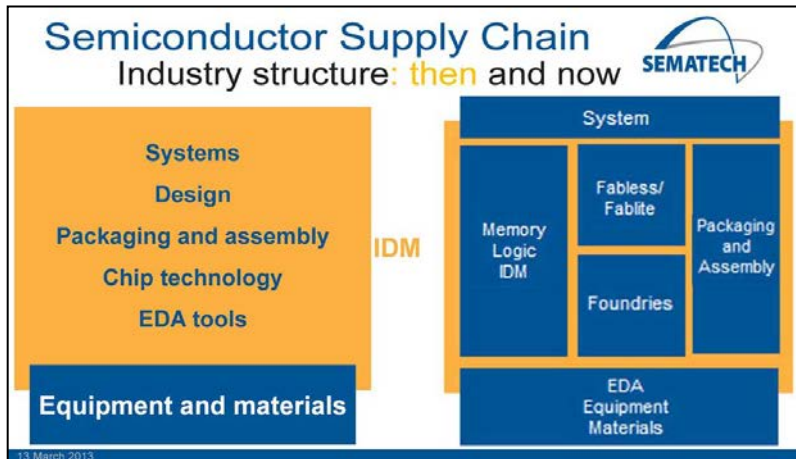 Semiconductor Supply Chain
Industry structure: then and now
SEMATECH
Systems
Design
Packaging and assembly
Chip technology
EDA tools
Equipment and materials
IDM
System
Memory
Logic
IDM
Fabless/
Fablite
Foundries
Packaging
and
Assembly
EDA
Equipment
Materials
13 March 2013